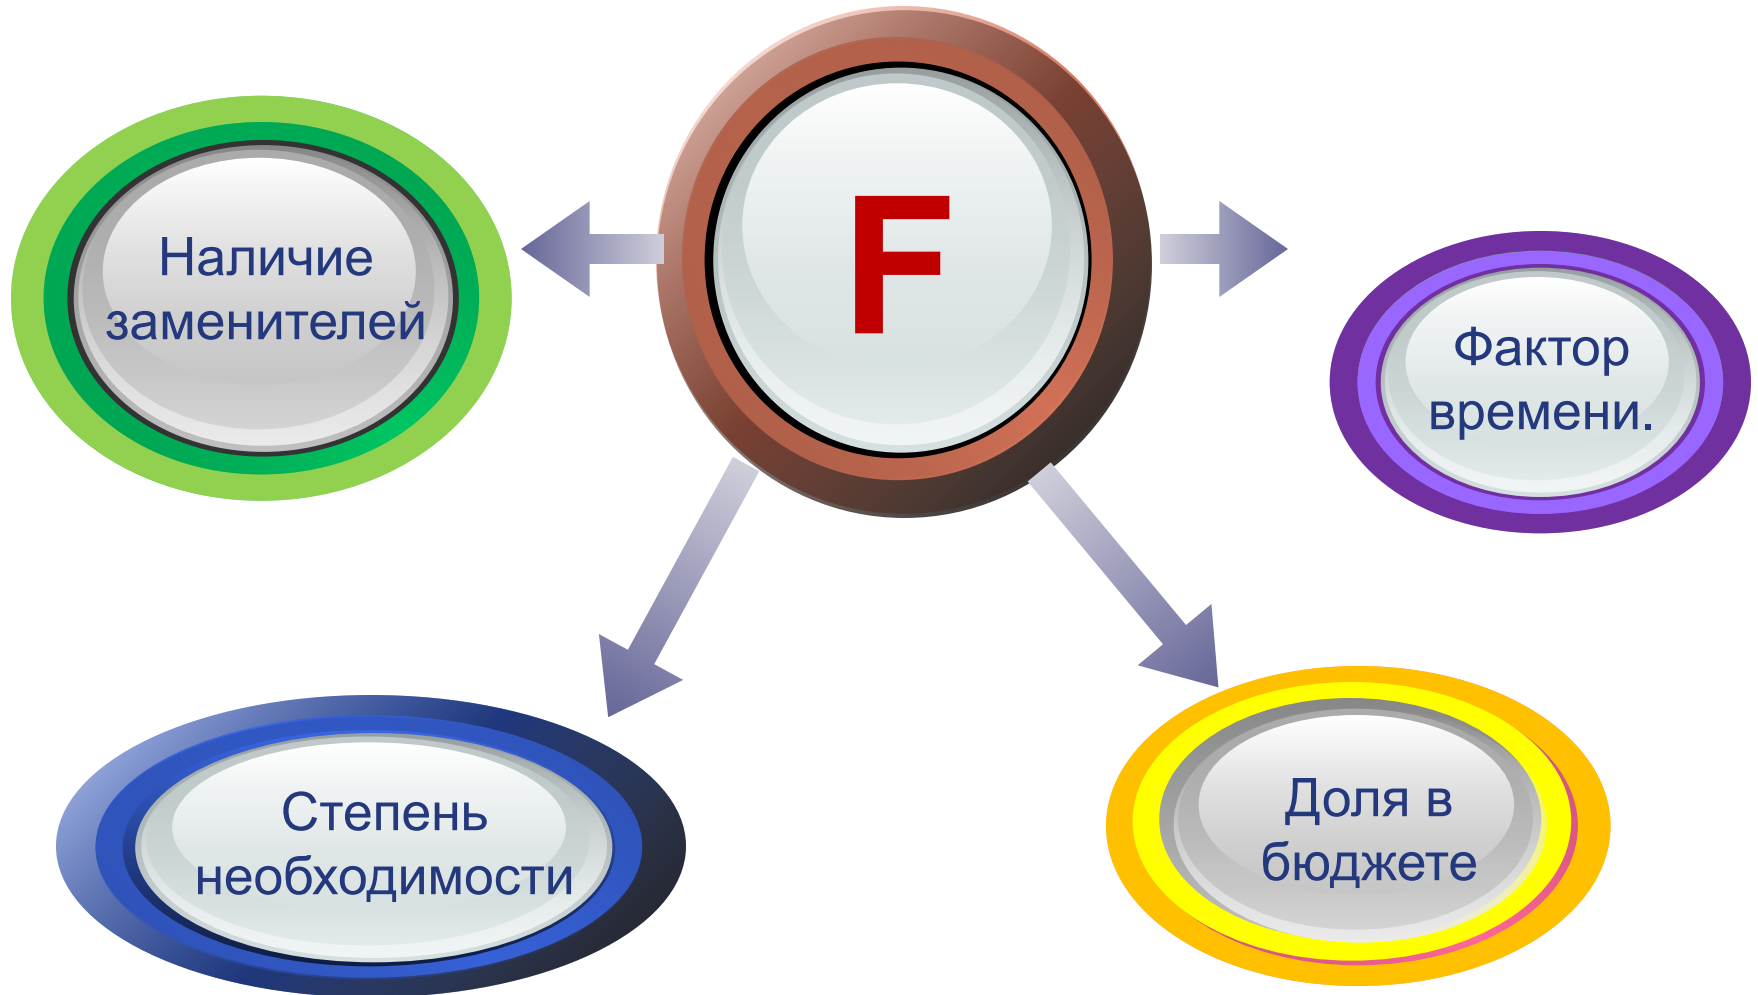 F
Наличие
заменителей
Фактор
времени.
Степень
необходимости
Доля в
бюджете